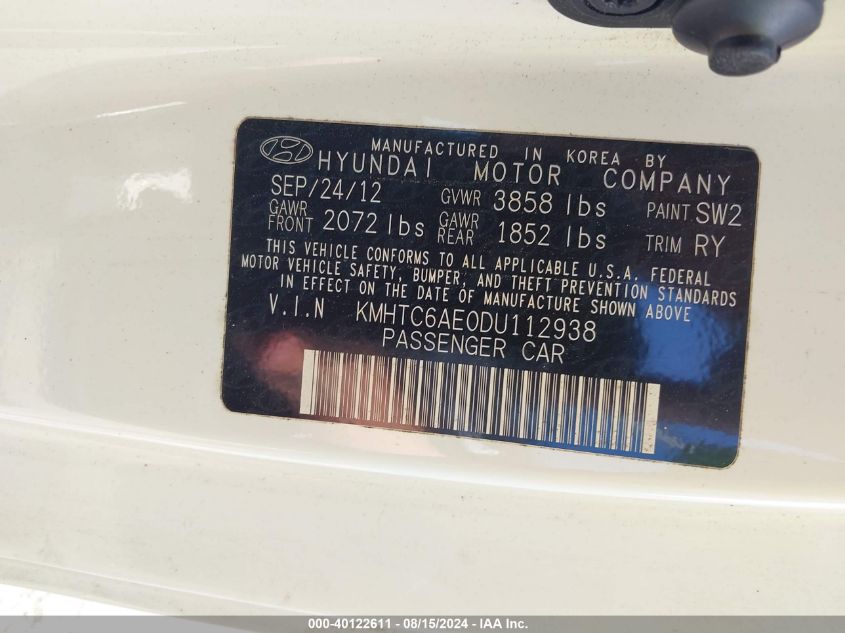 MANUFACTURED IN KOREA BY
HYUNDAI MOTOR COMPANY
SEP/24/12 GVWR 3858 lbs PAINT SW2
GAWR FRONT 2072 lbs GAWR REAR 1852 lbs TRIM RY
THIS VEHICLE CONFORMS TO ALL APPLICABLE U.S.A. FEDERAL
MOTOR VEHICLE SAFETY, BUMPER, AND THEFT PREVENTION STANDARDS
IN EFFECT ON THE DATE OF MANUFACTURE SHOWN ABOVE
V.I.N KMHTC6AE0DU112938
PASSENGER CAR
000-40122611 - 08/15/2024 - IAA Inc.